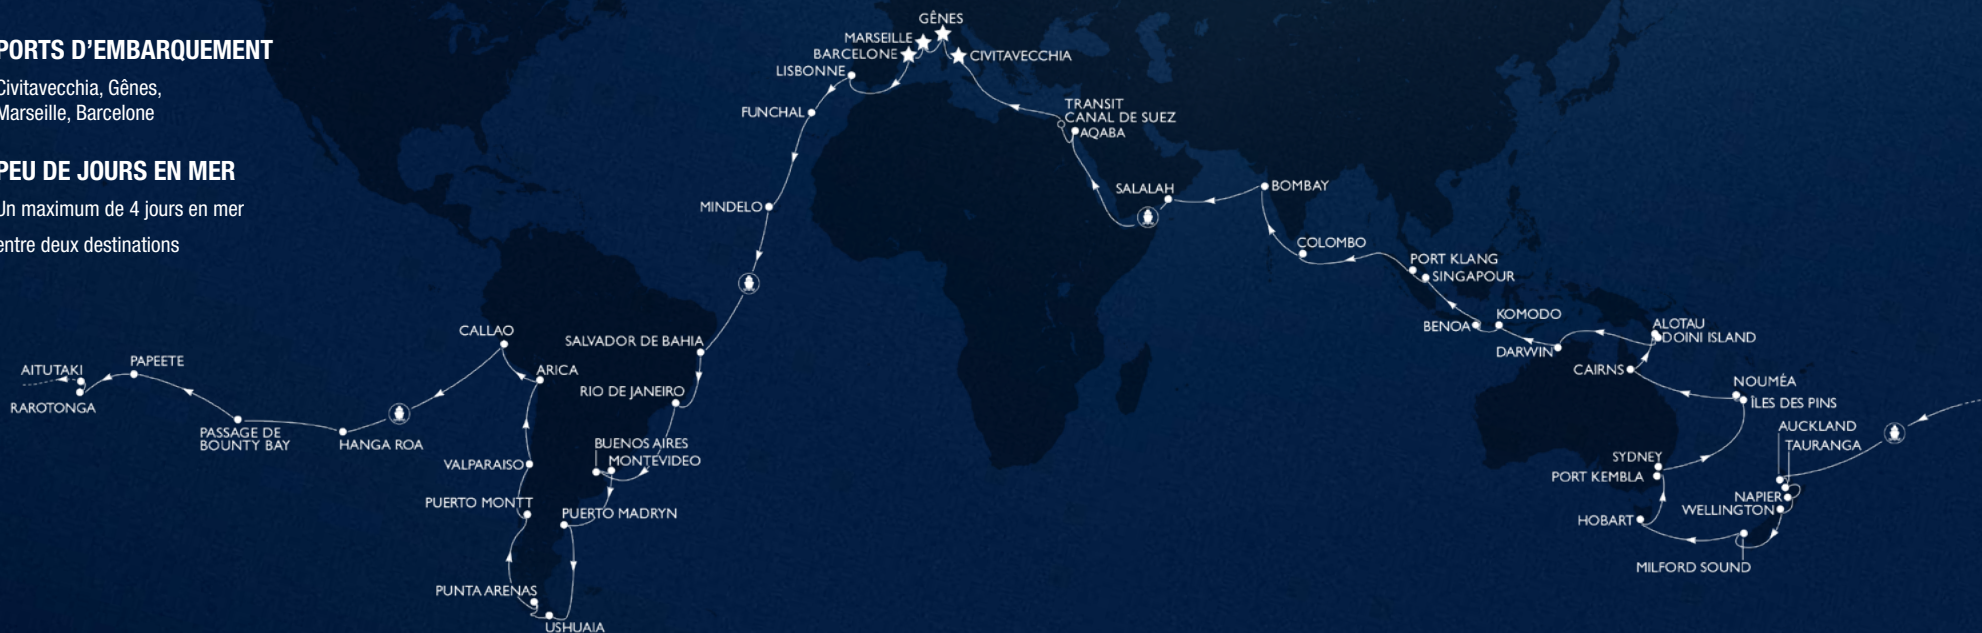 PORTS D'EMBARQUEMENT
Civitavecchia, Gênes,
Marseille, Barcelone
PEU DE JOURS EN MER
Un maximum de 4 jours en mer
entre deux destinations
GÊNES
MARSEILLE
BARCELONE
CIVITAVECCHIA
LISBONNE
FUNCHAL
TRANSIT
CANAL DE SUEZ
AQABA
MINDELO
SALALAH
BOMBAY
COLOMBO
PORT KLANG
SINGAPOUR
BENOA
KOMODO
DARWIN
ALOTAU
DOINI ISLAND
CAIRNS
NOUMÉA
ÎLES DES PINS
AUCKLAND
TAURANGA
SYDNEY
PORT KEMBLA
NAPIER
WELLINGTON
HOBART
MILFORD SOUND
SALVADOR DE BAHIA
RIO DE JANEIRO
BUENOS AIRES
MONTEVIDEO
PUERTO MADRYN
USHUAIA
PUNTA ARENAS
PUERTO MONTT
VALPARAISO
ARICA
CALLAO
HANGA ROA
PASSAGE DE
BOUNTY BAY
PAPEETE
AITUTAKI
RAROTONGA